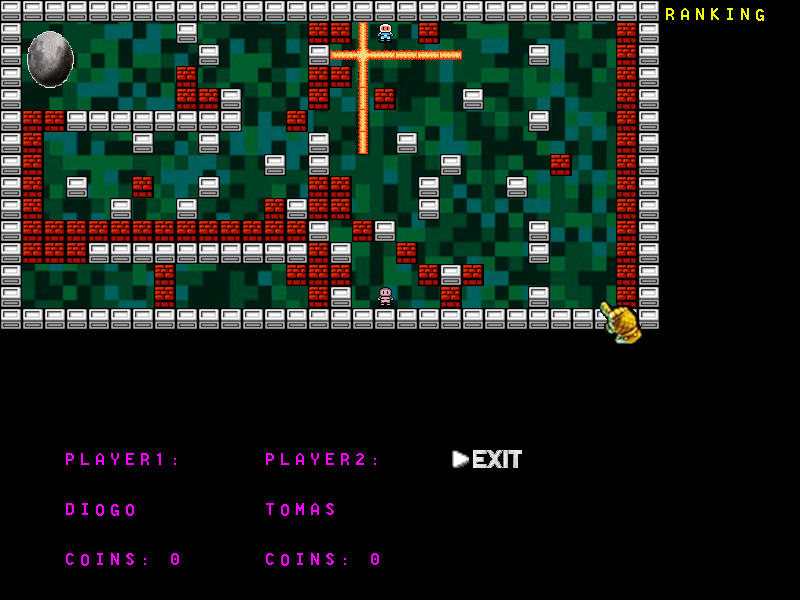 RANKING
PLAYER1: PLAYER2: EXIT
DIOGO TOMAS
COINS: 0 COINS: 0